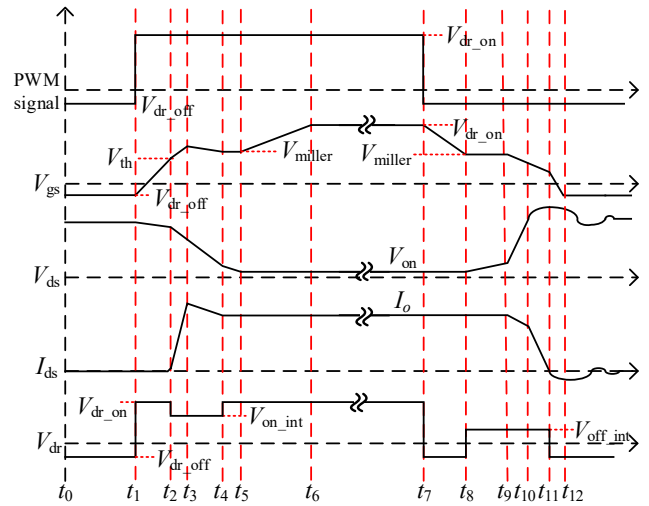 V_dr_on
PWM
signal
V_dr_off
V_dr_on
V_th
V_miller
V_miller
V_gs
V_dr_off
V_on
V_ds
I_o
I_ds
V_dr_on
V_on_int
V_off_int
V_dr
V_dr_off
t_0 t_1 t_2 t_3 t_4 t_5 t_6 t_7 t_8 t_9 t_10 t_11 t_12